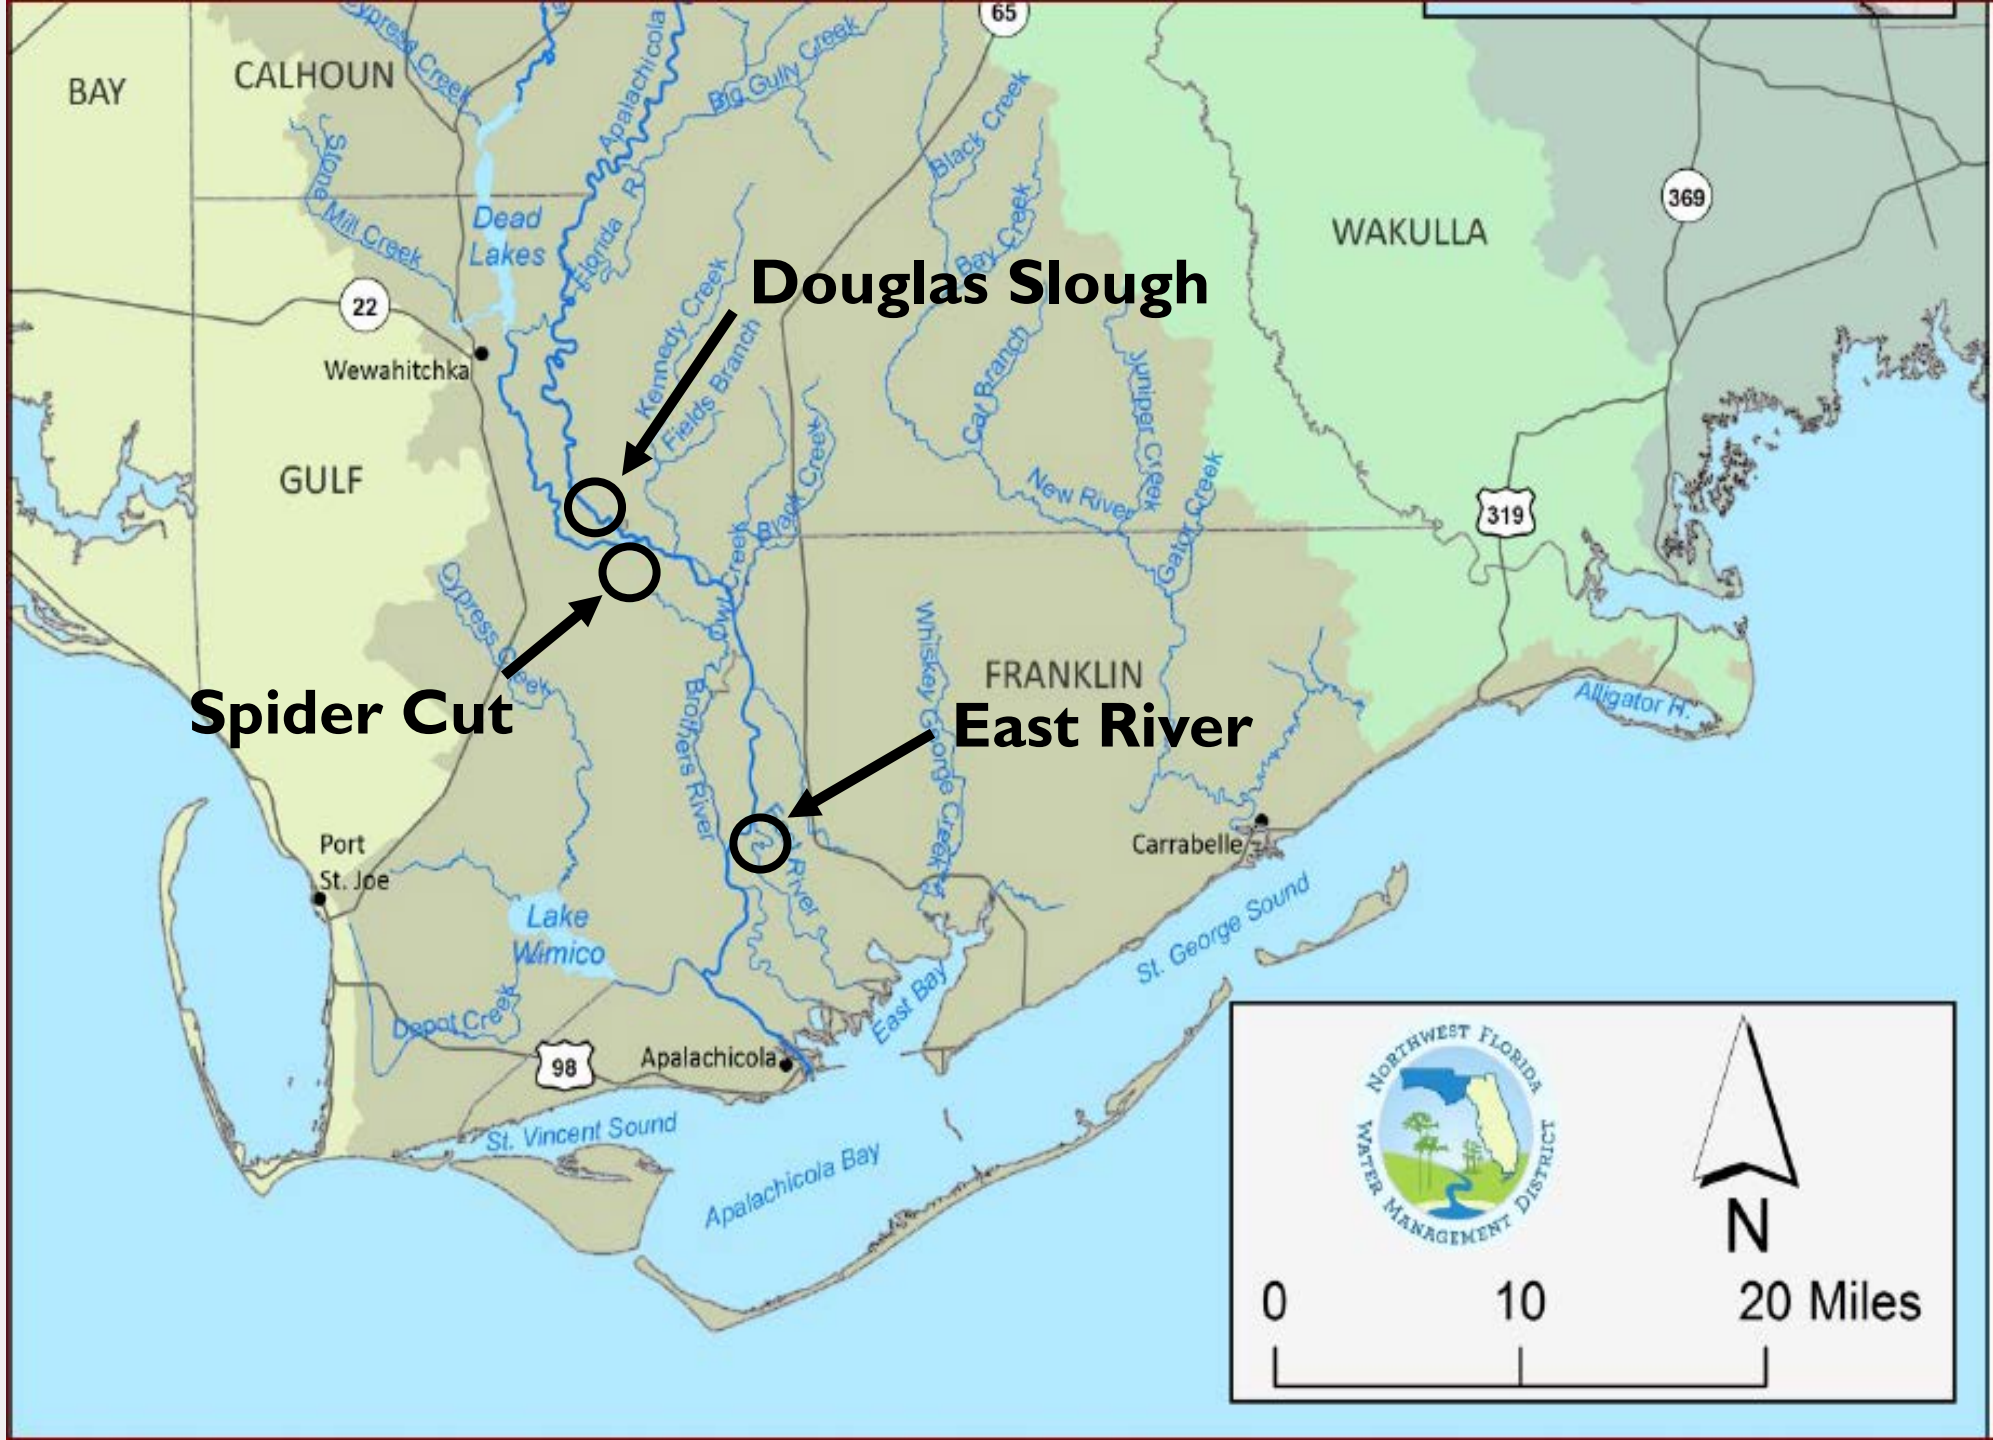 65
BAY
CALHOUN
Cypress Creek
Apalachicola
Big Gully Creek
Black Creek
Stone
Mill Creek
Dead
Lakes
R
Florida
369
WAKULLA
Bay Creek
Douglas Slough
22
Wewahitchka
Kennedy Creek
Fields Branch
Cat Branch
Juniper Creek
GULF
Black Creek
New River
Gator Creek
319
Owl Creek
Cypress Creek
Whiskey George Creek
FRANKLIN
Spider Cut
Brothers River
East River
Alligator H.
Port
St. Joe
East River
Carrabelle
Lake
Wimico
St. George Sound
Depot Creek
East Bay
98
Apalachicola
St. Vincent Sound
Apalachicola Bay
NORTHWEST FLORIDA
WATER MANAGEMENT DISTRICT
N
0 10 20 Miles